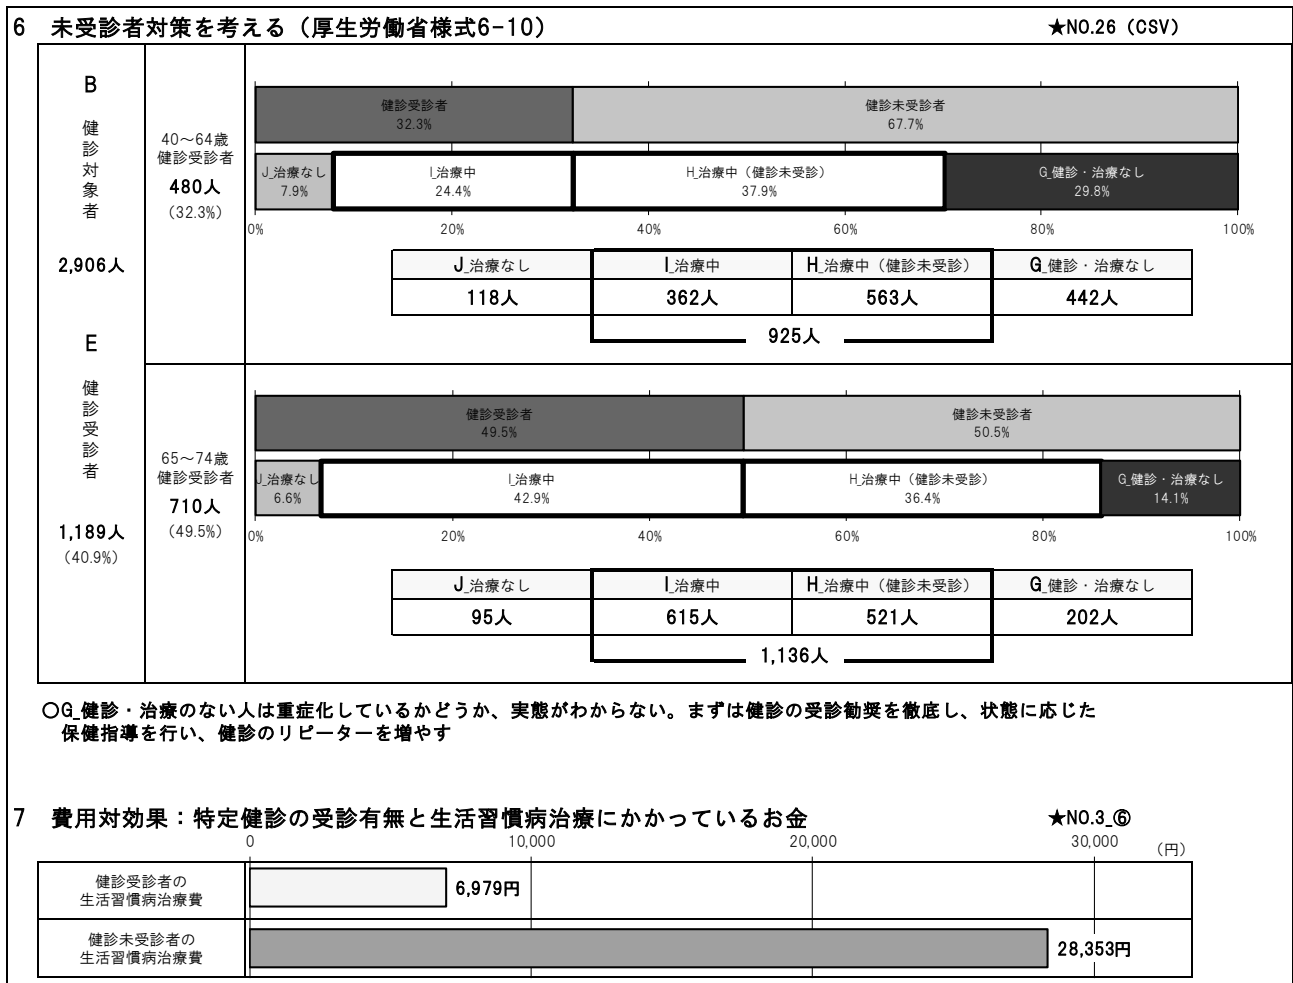 6 未受診者対策を考える（厚生労働省様式6-10） ★NO.26（CSV）
B
健診対象者
2,906人
E
健診受診者
1,189人
（40.9%）
40～64歳
健診受診者
480人
（32.3%）
健診受診者
32.3%
健診未受診者
67.7%
J_治療なし
7.9%
I_治療中
24.4%
H_治療中（健診未受診）
37.9%
G_健診・治療なし
29.8%
0% 20% 40% 60% 80% 100%
J_治療なし I_治療中 H_治療中（健診未受診） G_健診・治療なし
118人 362人 563人 442人
925人
65～74歳
健診受診者
710人
（49.5%）
健診受診者
49.5%
健診未受診者
50.5%
J_治療なし
6.6%
I_治療中
42.9%
H_治療中（健診未受診）
36.4%
G_健診・治療なし
14.1%
0% 20% 40% 60% 80% 100%
J_治療なし I_治療中 H_治療中（健診未受診） G_健診・治療なし
95人 615人 521人 202人
1,136人
○G_健診・治療のない人は重症化しているかどうか、実態がわからない。まずは健診の受診勧奨を徹底し、状態に応じた
保健指導を行い、健診のリピーターを増やす
7 費用対効果：特定健診の受診有無と生活習慣病治療にかかっているお金 ★NO.3_⑥
0 10,000 20,000 30,000 （円）
健診受診者の
生活習慣病治療費
6,979円
健診未受診者の
生活習慣病治療費
28,353円